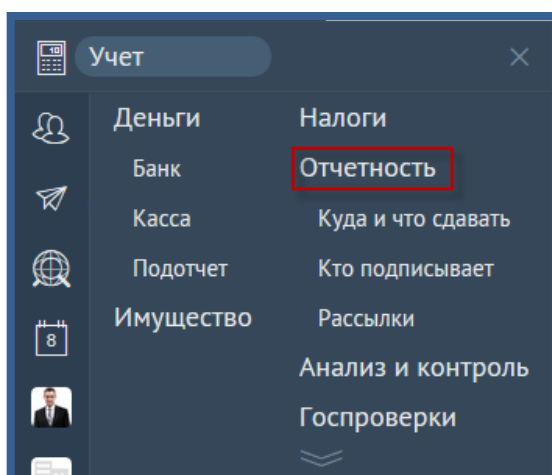 Учет
Деньги
Банк
Касса
Подотчет
Имущество
Налоги
Отчетность
Куда и что сдавать
Кто подписывает
Рассылки
Анализ и контроль
Госпроверки
8